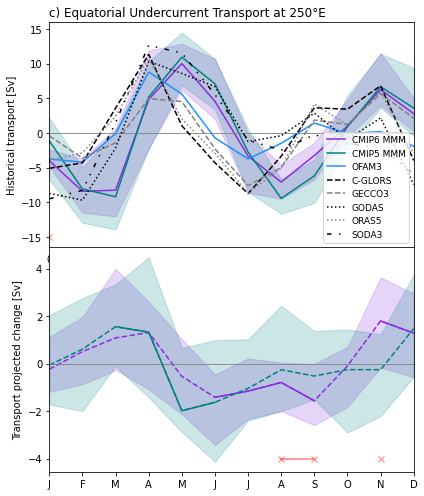 c) Equatorial Undercurrent Transport at 250°E
Historical transport [Sv]
15
10
5
0
−5
−10
−15
CMIP6 MMM
CMIP5 MMM
OFAM3
C-GLORS
GECCO3
GODAS
ORAS5
SODA3
Transport projected change [Sv]
4
2
0
−2
−4
J F M A M J J A S O N D